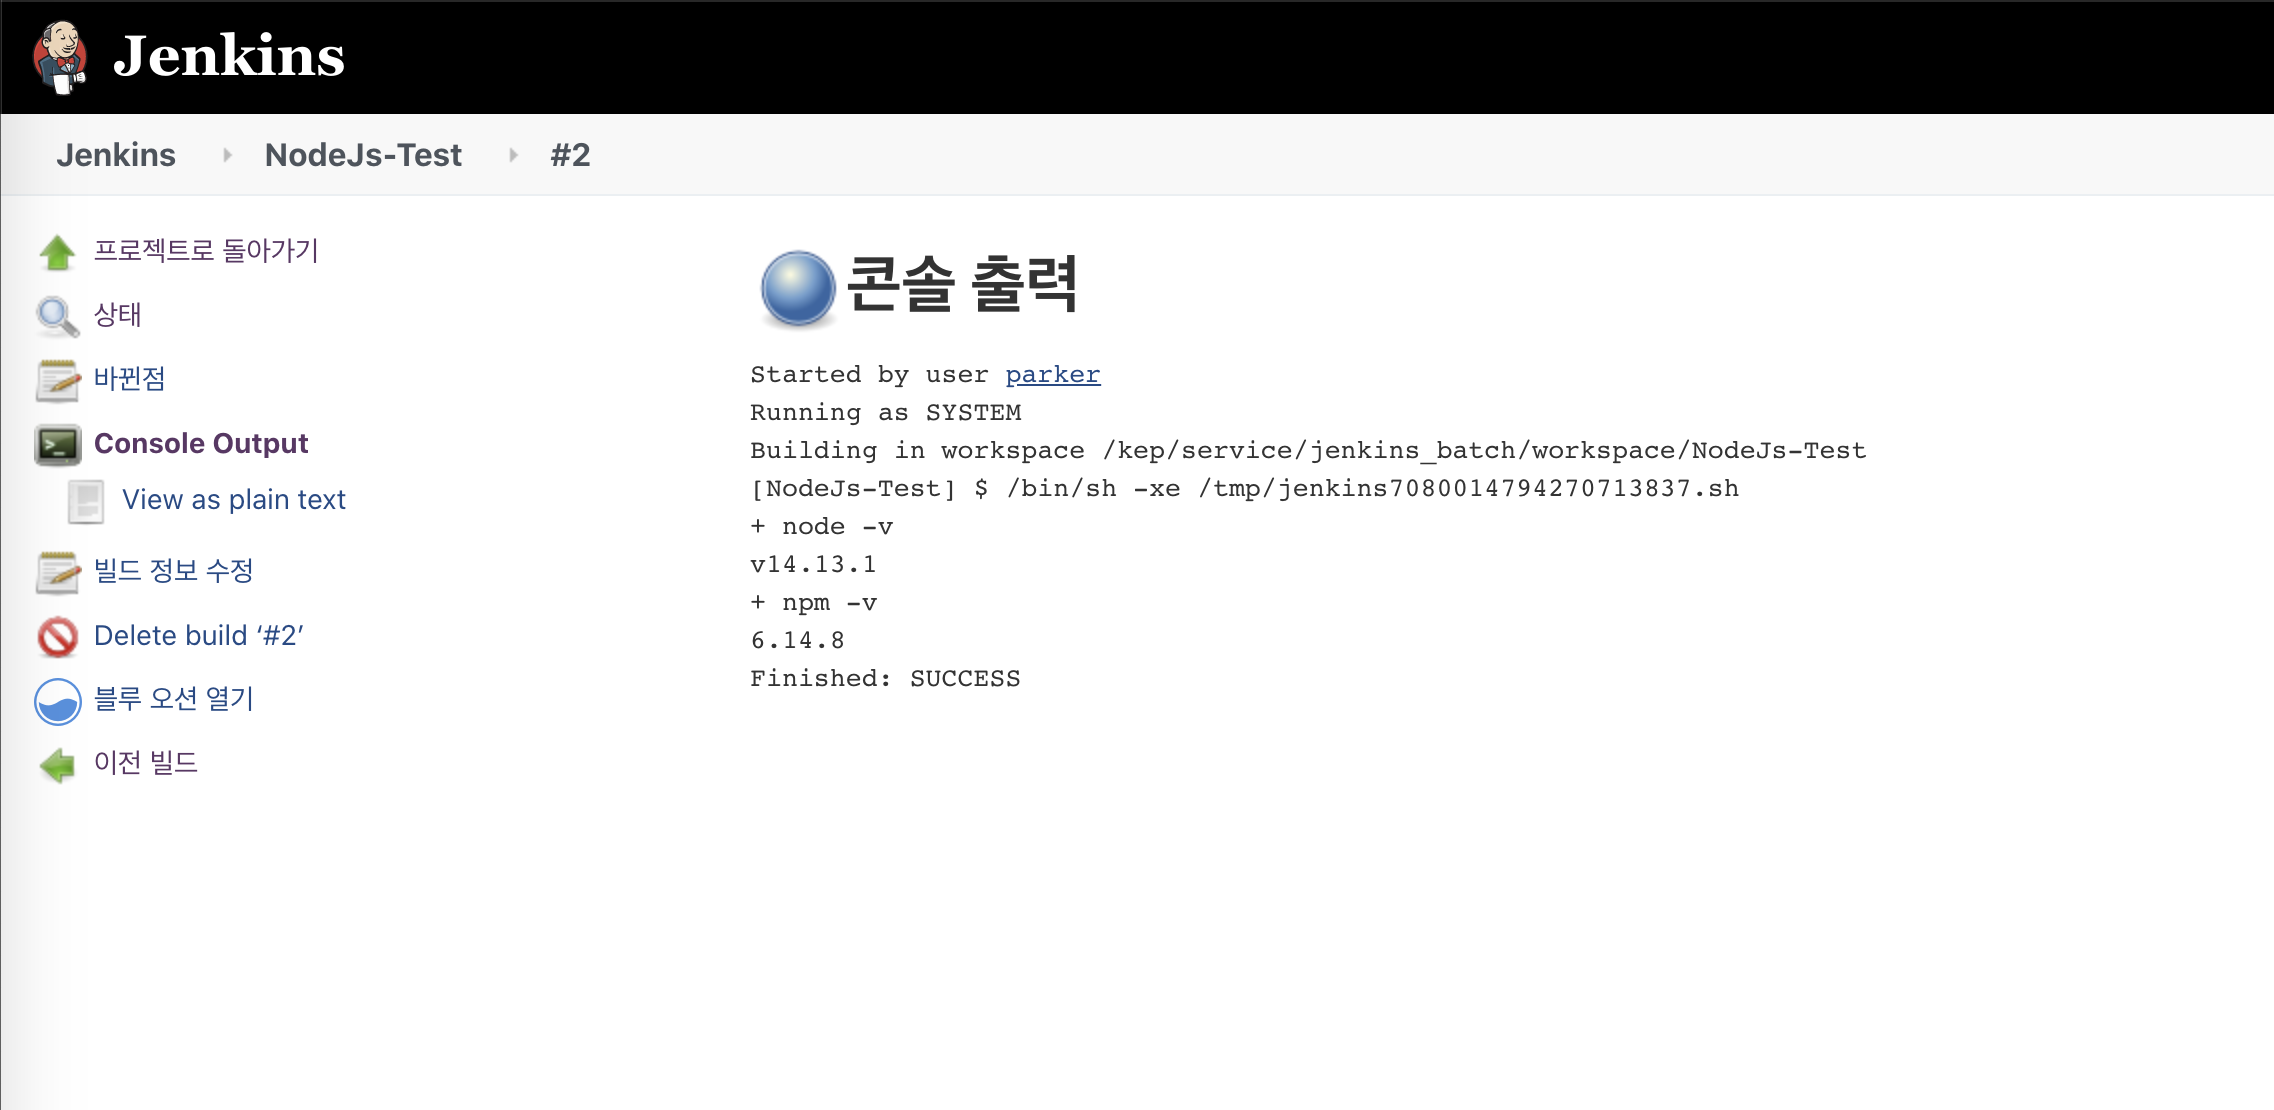 Jenkins
Jenkins NodeJs-Test #2
프로젝트로 돌아가기
상태
바뀐점
Console Output
View as plain text
빌드 정보 수정
Delete build ‘#2’
블루 오션 열기
이전 빌드
콘솔 출력
Started by user parker
Running as SYSTEM
Building in workspace /kep/service/jenkins_batch/workspace/NodeJs-Test
[NodeJs-Test] $ /bin/sh -xe /tmp/jenkins7080014794270713837.sh
+ node -v
v14.13.1
+ npm -v
6.14.8
Finished: SUCCESS